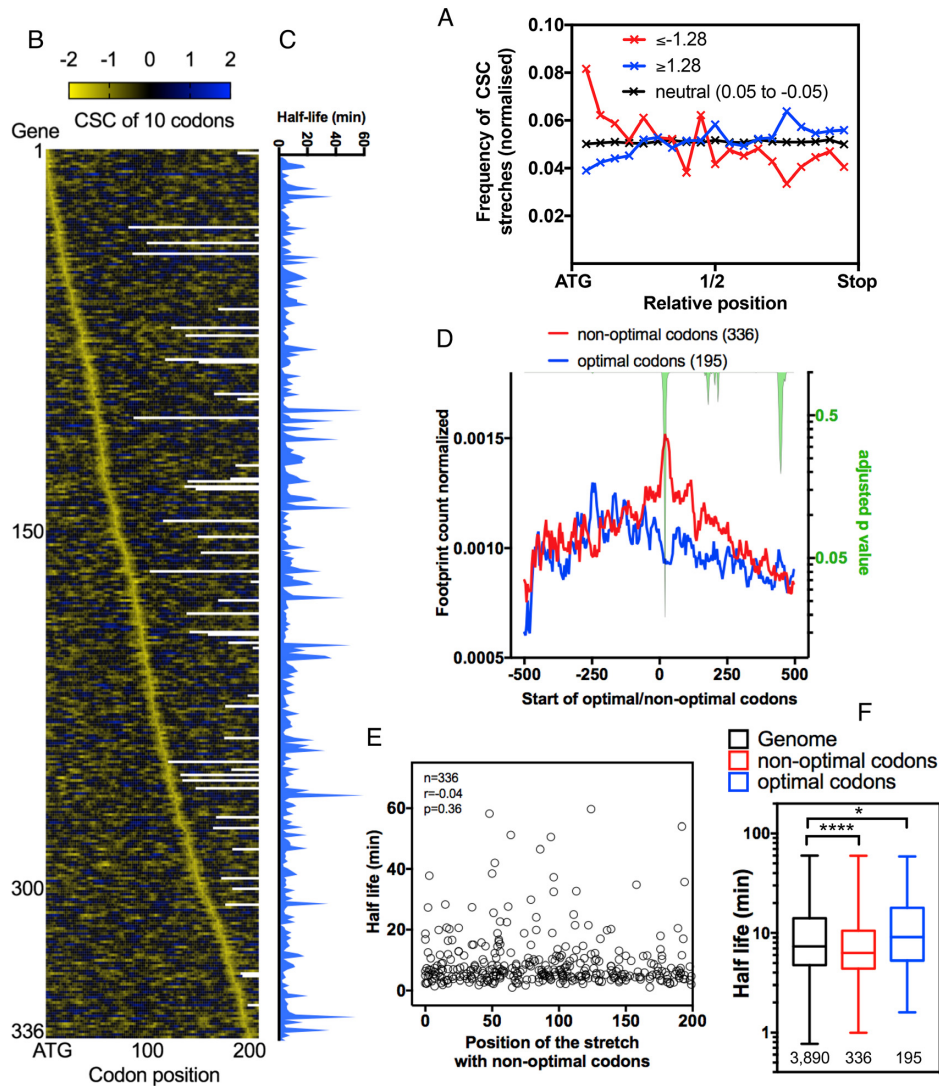 A
0.10
0.08
0.06
0.04
0.02
Frequency of CSC
streches (normalised)
≤-1.28
≥1.28
neutral (0.05 to -0.05)
ATG
1/2
Stop
Relative position
B
-2
-1
0
1
2
CSC of 10 codons
Gene
1
150
300
336
ATG
100
200
Codon position
C
Half-life (min)
0
20
40
60
D
non-optimal codons (336)
optimal codons (195)
Footprint count normalized
0.0015
0.0010
0.0005
0.5
0.05
adjusted p value
-500
-250
0
250
500
Start of optimal/non-optimal codons
E
n=336
r=-0.04
p=0.36
Half life (min)
60
40
20
0
0
50
100
150
200
Position of the stretch
with non-optimal codons
F
Genome
non-optimal codons
optimal codons
Half life (min)
100
10
1
*
****
3,890
336
195